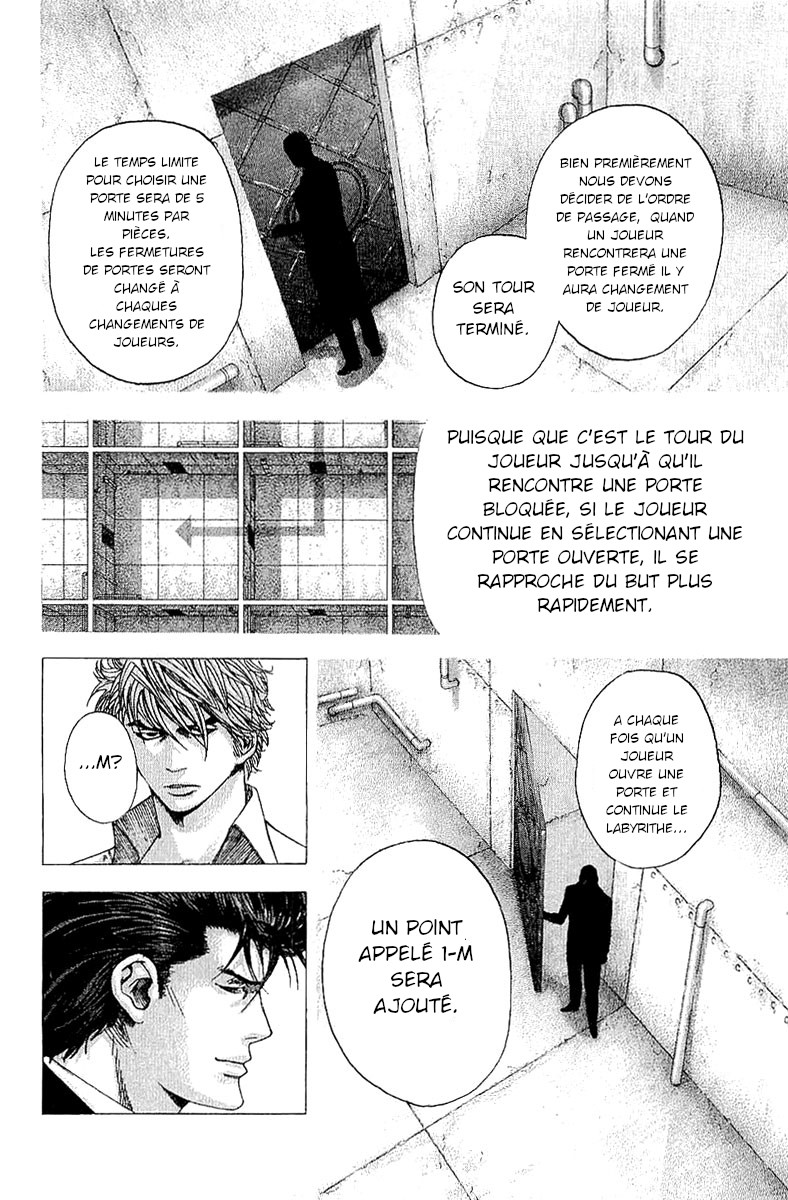 BIEN PREMIÈREMENT
NOUS DEVONS
DÉCIDER DE L'ORDRE
DE PASSAGE, QUAND
UN JOUEUR
RENCONTRERA UNE
PORTE FERMÉ IL Y
AURA CHANGEMENT
DE JOUEUR.
SON TOUR
SERA
TERMINÉ.
LE TEMPS LIMITE
POUR CHOISIR UNE
PORTE SERA DE 5
MINUTES PAR
PIÈCES.
LES FERMETURES
DE PORTES SERONT
CHANGÉ À
CHAQUES
CHANGEMENTS DE
JOUEURS.
PUISQUE QUE C'EST LE TOUR DU
JOUEUR JUSQU'À QU'IL
RENCONTRE UNE PORTE
BLOQUÉE, SI LE JOUEUR
CONTINUE EN SÉLECTIONANT UNE
PORTE OUVERTE, IL SE
RAPPROCHE DU BUT PLUS
RAPIDEMENT.
A CHAQUE
FOIS QU'UN
JOUEUR
OUVRE UNE
PORTE ET
CONTINUE LE
LABYRITHE...
UN POINT
APPELÉ 1-M
SERA
AJOUTÉ.
...M?